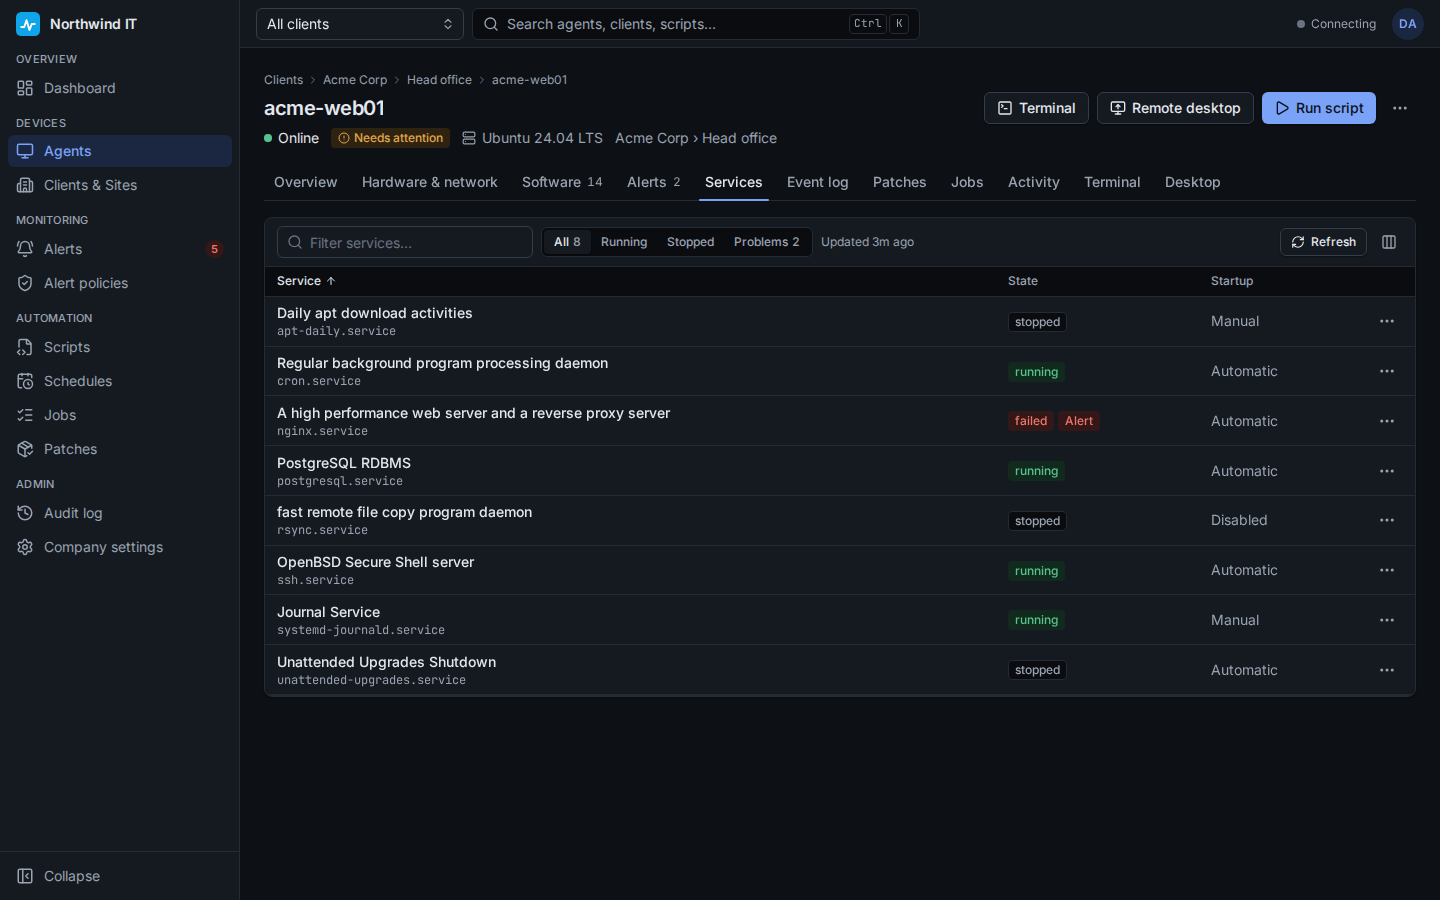 Northwind IT
All clients
Search agents, clients, scripts...
Ctrl K
Connecting
DA
OVERVIEW
Dashboard
DEVICES
Agents
Clients & Sites
MONITORING
Alerts 5
Alert policies
AUTOMATION
Scripts
Schedules
Jobs
Patches
ADMIN
Audit log
Company settings
Collapse
Clients > Acme Corp > Head office > acme-web01
acme-web01
Terminal
Remote desktop
Run script
Online
Needs attention
Ubuntu 24.04 LTS
Acme Corp › Head office
Overview
Hardware & network
Software 14
Alerts 2
Services
Event log
Patches
Jobs
Activity
Terminal
Desktop
Filter services...
All 8
Running
Stopped
Problems 2
Updated 3m ago
Refresh
Service ↑ State Startup
Daily apt download activities
apt-daily.service
stopped
Manual
Regular background program processing daemon
cron.service
running
Automatic
A high performance web server and a reverse proxy server
nginx.service
failed Alert
Automatic
PostgreSQL RDBMS
postgresql.service
running
Automatic
fast remote file copy program daemon
rsync.service
stopped
Disabled
OpenBSD Secure Shell server
ssh.service
running
Automatic
Journal Service
systemd-journald.service
running
Manual
Unattended Upgrades Shutdown
unattended-upgrades.service
stopped
Automatic